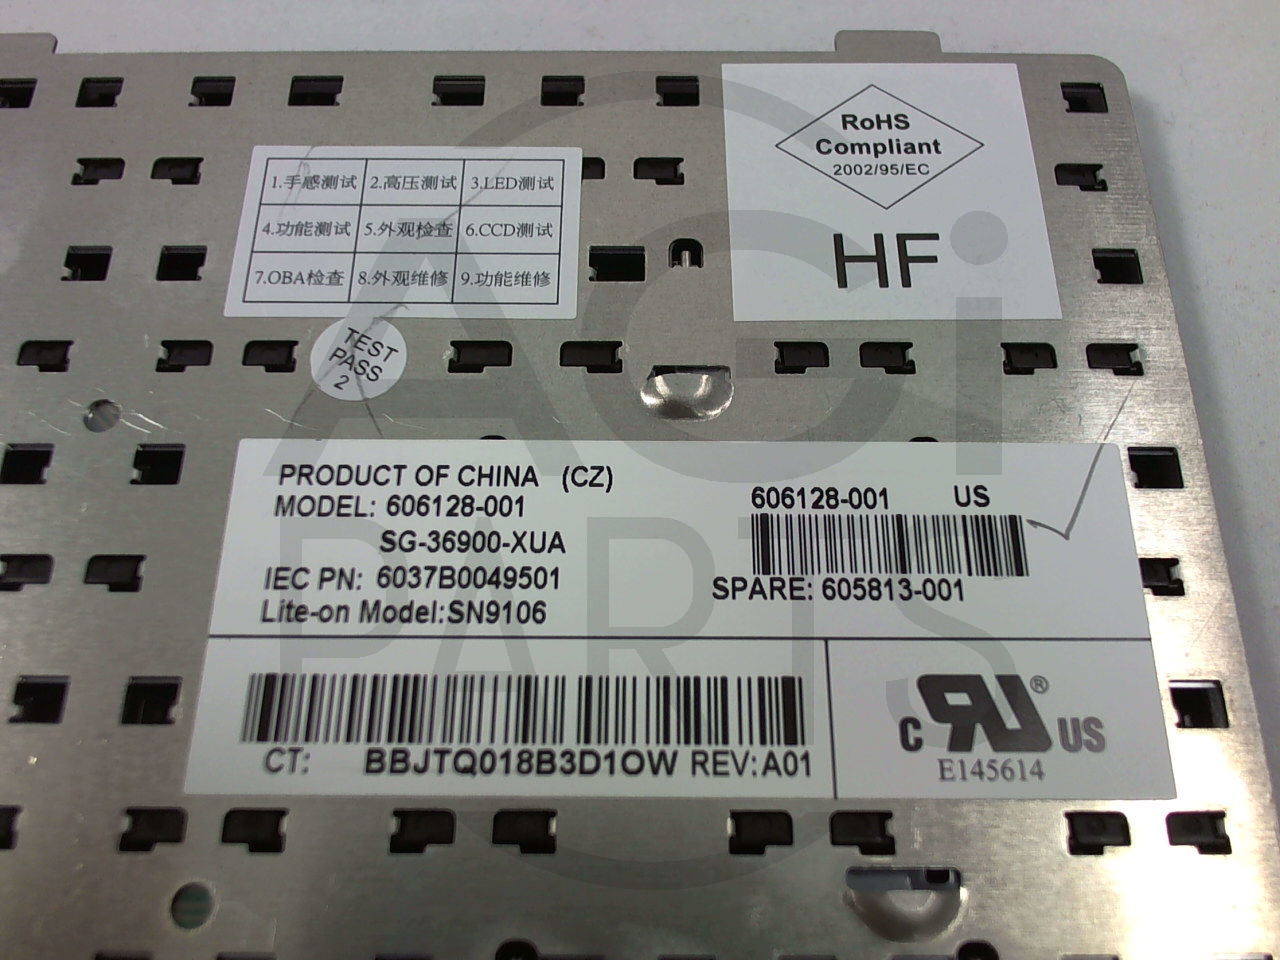 RoHS
Compliant
2002/95/EC
HF
1.手感测试 2.高压测试 3.LED测试
4.功能测试 5.外观检查 6.CCD测试
7.OBA检查 8.外观维修 9.功能维修
TEST
PASS
2
PRODUCT OF CHINA (CZ)
MODEL: 606128-001
SG-36900-XUA
IEC PN: 6037B0049501
Lite-on Model:SN9106
606128-001 US
SPARE: 605813-001
CT: BBJTQ018B3D1OW REV:A01
c RU ® US
E145614
AGi
PARTS